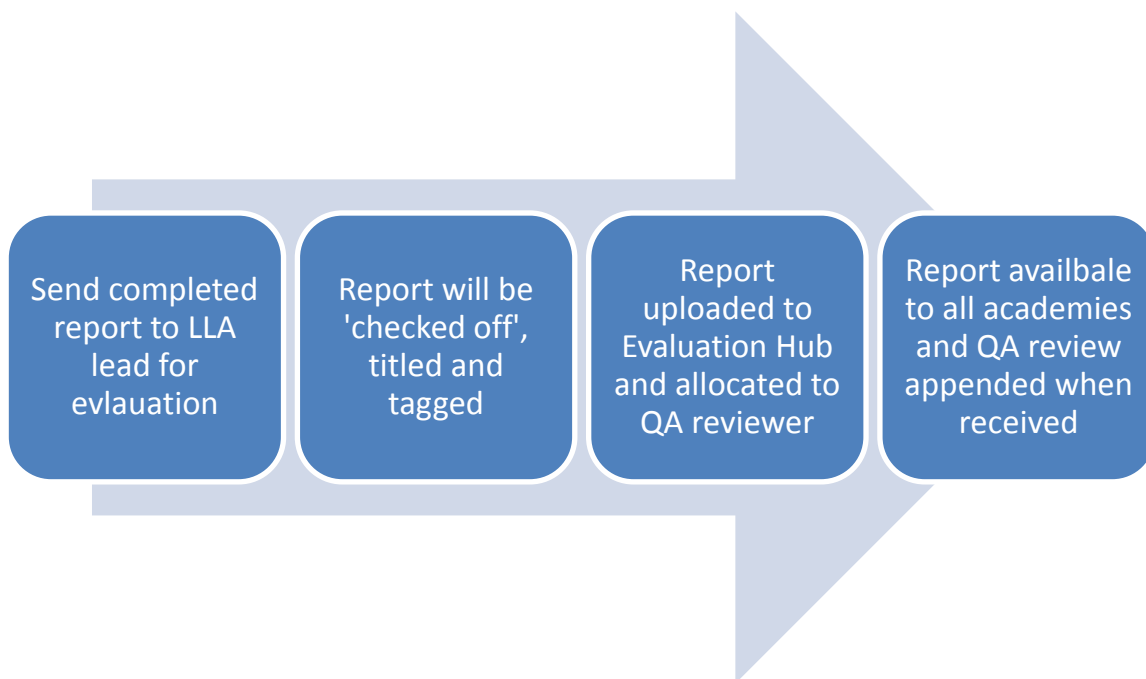 Send completed
report to LLA
lead for
evlauation
Report will be
'checked off',
titled and
tagged
Report
uploaded to
Evaluation Hub
and allocated to
QA reviewer
Report availbale
to all academies
and QA review
appended when
received